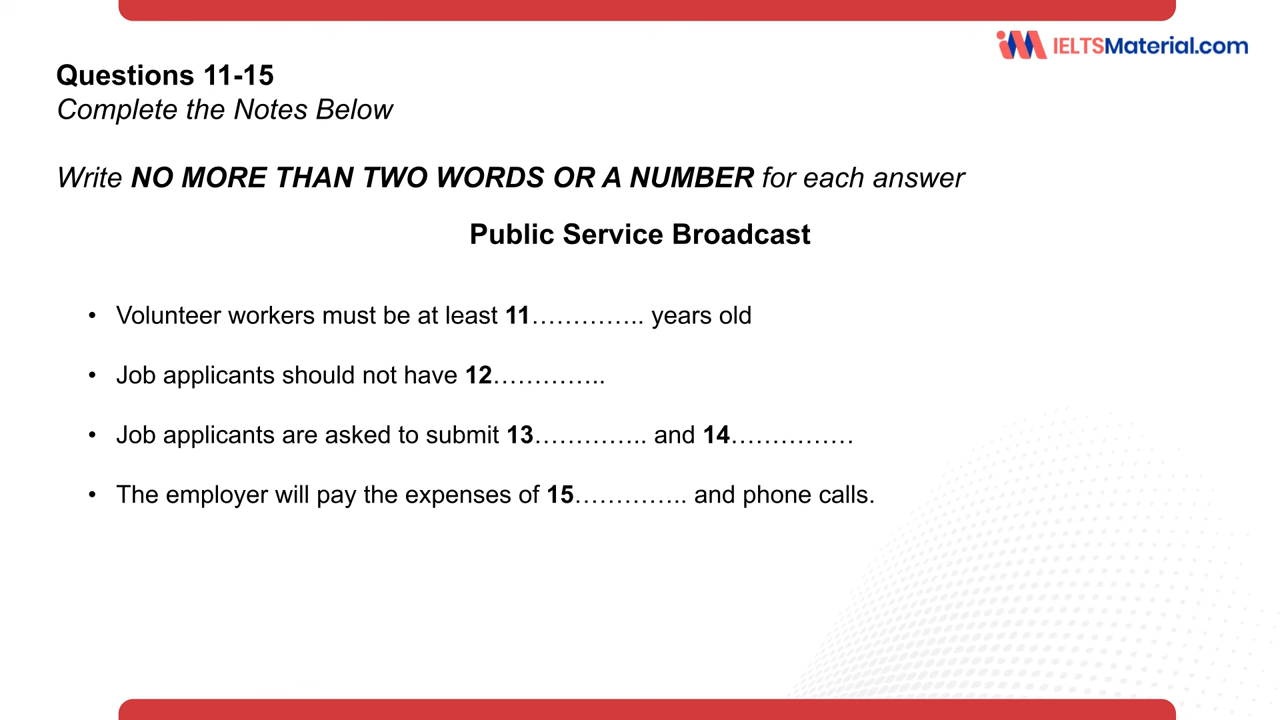 IELTSMaterial.com
Questions 11-15
Complete the Notes Below
Write NO MORE THAN TWO WORDS OR A NUMBER for each answer
Public Service Broadcast
• Volunteer workers must be at least 11………….. years old
• Job applicants should not have 12…………..
• Job applicants are asked to submit 13………….. and 14……………
• The employer will pay the expenses of 15………….. and phone calls.